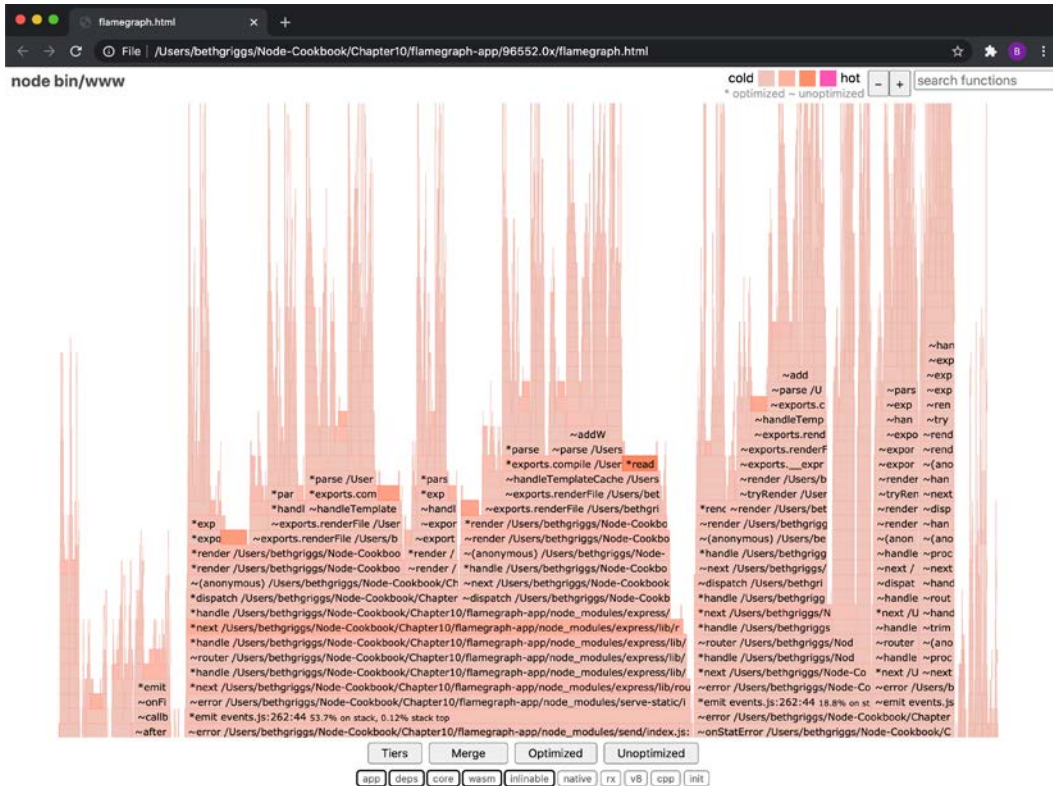 flamegraph.html
File | /Users/bethgriggs/Node-Cookbook/Chapter10/flamegraph-app/96552.0x/flamegraph.html
B
node bin/www
cold hot - + search functions
* optimized ~ unoptimized
~han
~exp
~add ~exp
~parse /U ~pars ~exp
~exports.c ~exp ~ren
~handleTemp ~han ~try
~addW ~exports.rend ~expo ~rend
*parse ~parse /Users ~exports.renderF ~expor ~rend
*exports.compile /User *read ~exports.__expr ~expor ~(ano
*parse /User *pars ~handleTemplateCache /Users ~render /Users/b ~render ~han
*par *exports.com *exp ~exports.renderFile /Users/bet ~tryRender /User ~tryRen ~next
*handl ~handleTemplate ~handl ~exports.renderFile /Users/bethgri *renc ~render /Users/bet ~render ~disp
*exp ~exports.renderFile /User ~expor *render /Users/bethgriggs/Node-Cookbo ~render /Users/bethgrigg ~render ~han
*expo ~exports.renderFile /Users/b ~export *render /Users/bethgriggs/Node-Cookbo ~(anonymous) /Users/be ~(anon ~(ano
*render /Users/bethgriggs/Node-Cookboo *render / ~(anonymous) /Users/bethgriggs/Node- *handle /Users/bethgrigg ~handle ~proc
*render /Users/bethgriggs/Node-Cookboo ~render / *handle /Users/bethgriggs/Node-Cookbo ~next /Users/bethgriggs/ ~next / ~next
~(anonymous) /Users/bethgriggs/Node-Cookbook/Ch ~next /Users/bethgriggs/Node-Cookbook ~dispatch /Users/bethgri ~dispat ~hand
*dispatch /Users/bethgriggs/Node-Cookbook/Chapter ~dispatch /Users/bethgriggs/Node-Cookb *handle /Users/bethgrigg ~handle ~rout
*handle /Users/bethgriggs/Node-Cookbook/Chapter10/flamegraph-app/node_modules/express/ *next /Users/bethgriggs/N *next /U ~hand
*next /Users/bethgriggs/Node-Cookbook/Chapter10/flamegraph-app/node_modules/express/lib/r *handle /Users/bethgriggs ~handle ~trim
*handle /Users/bethgriggs/Node-Cookbook/Chapter10/flamegraph-app/node_modules/express/lib/ ~router /Users/bethgriggs/Nod ~router ~(ano
~router /Users/bethgriggs/Node-Cookbook/Chapter10/flamegraph-app/node_modules/express/lib/ *handle /Users/bethgriggs/Nod ~handle ~proc
*handle /Users/bethgriggs/Node-Cookbook/Chapter10/flamegraph-app/node_modules/express/lib/ *next /Users/bethgriggs/Node-Co *next /U ~next
*emit *next /Users/bethgriggs/Node-Cookbook/Chapter10/flamegraph-app/node_modules/express/lib/rou ~error /Users/bethgriggs/Node-Co ~error /Users/b
~onFi ~error /Users/bethgriggs/Node-Cookbook/Chapter10/flamegraph-app/node_modules/serve-static/i *emit events.js:262:44 18.8% on st ~emit events.js
~callb *emit events.js:262:44 53.7% on stack, 0.12% stack top ~error /Users/bethgriggs/Node-Cookbook/Chapter
~after ~error /Users/bethgriggs/Node-Cookbook/Chapter10/flamegraph-app/node_modules/send/index.js: ~onStatError /Users/bethgriggs/Node-Cookbook/C
Tiers Merge Optimized Unoptimized
app deps core wasm inlinable native rx v8 cpp init